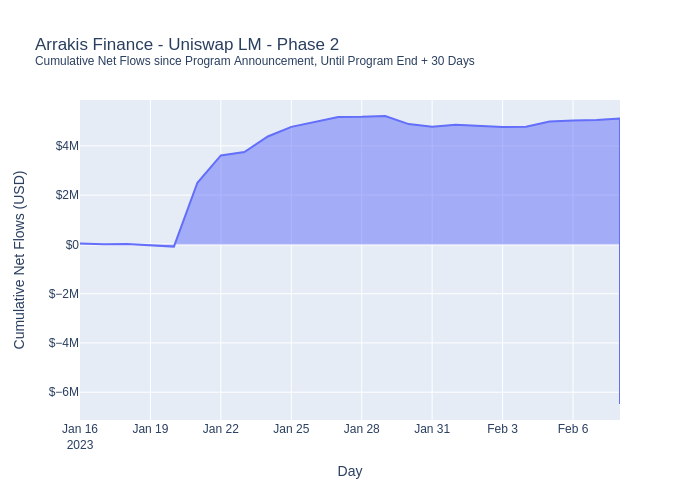 Arrakis Finance - Uniswap LM - Phase 2
Cumulative Net Flows since Program Announcement, Until Program End + 30 Days
Cumulative Net Flows (USD)
$4M
$2M
$0
$−2M
$−4M
$−6M
Jan 16
2023
Jan 19
Jan 22
Jan 25
Jan 28
Jan 31
Feb 3
Feb 6
Day